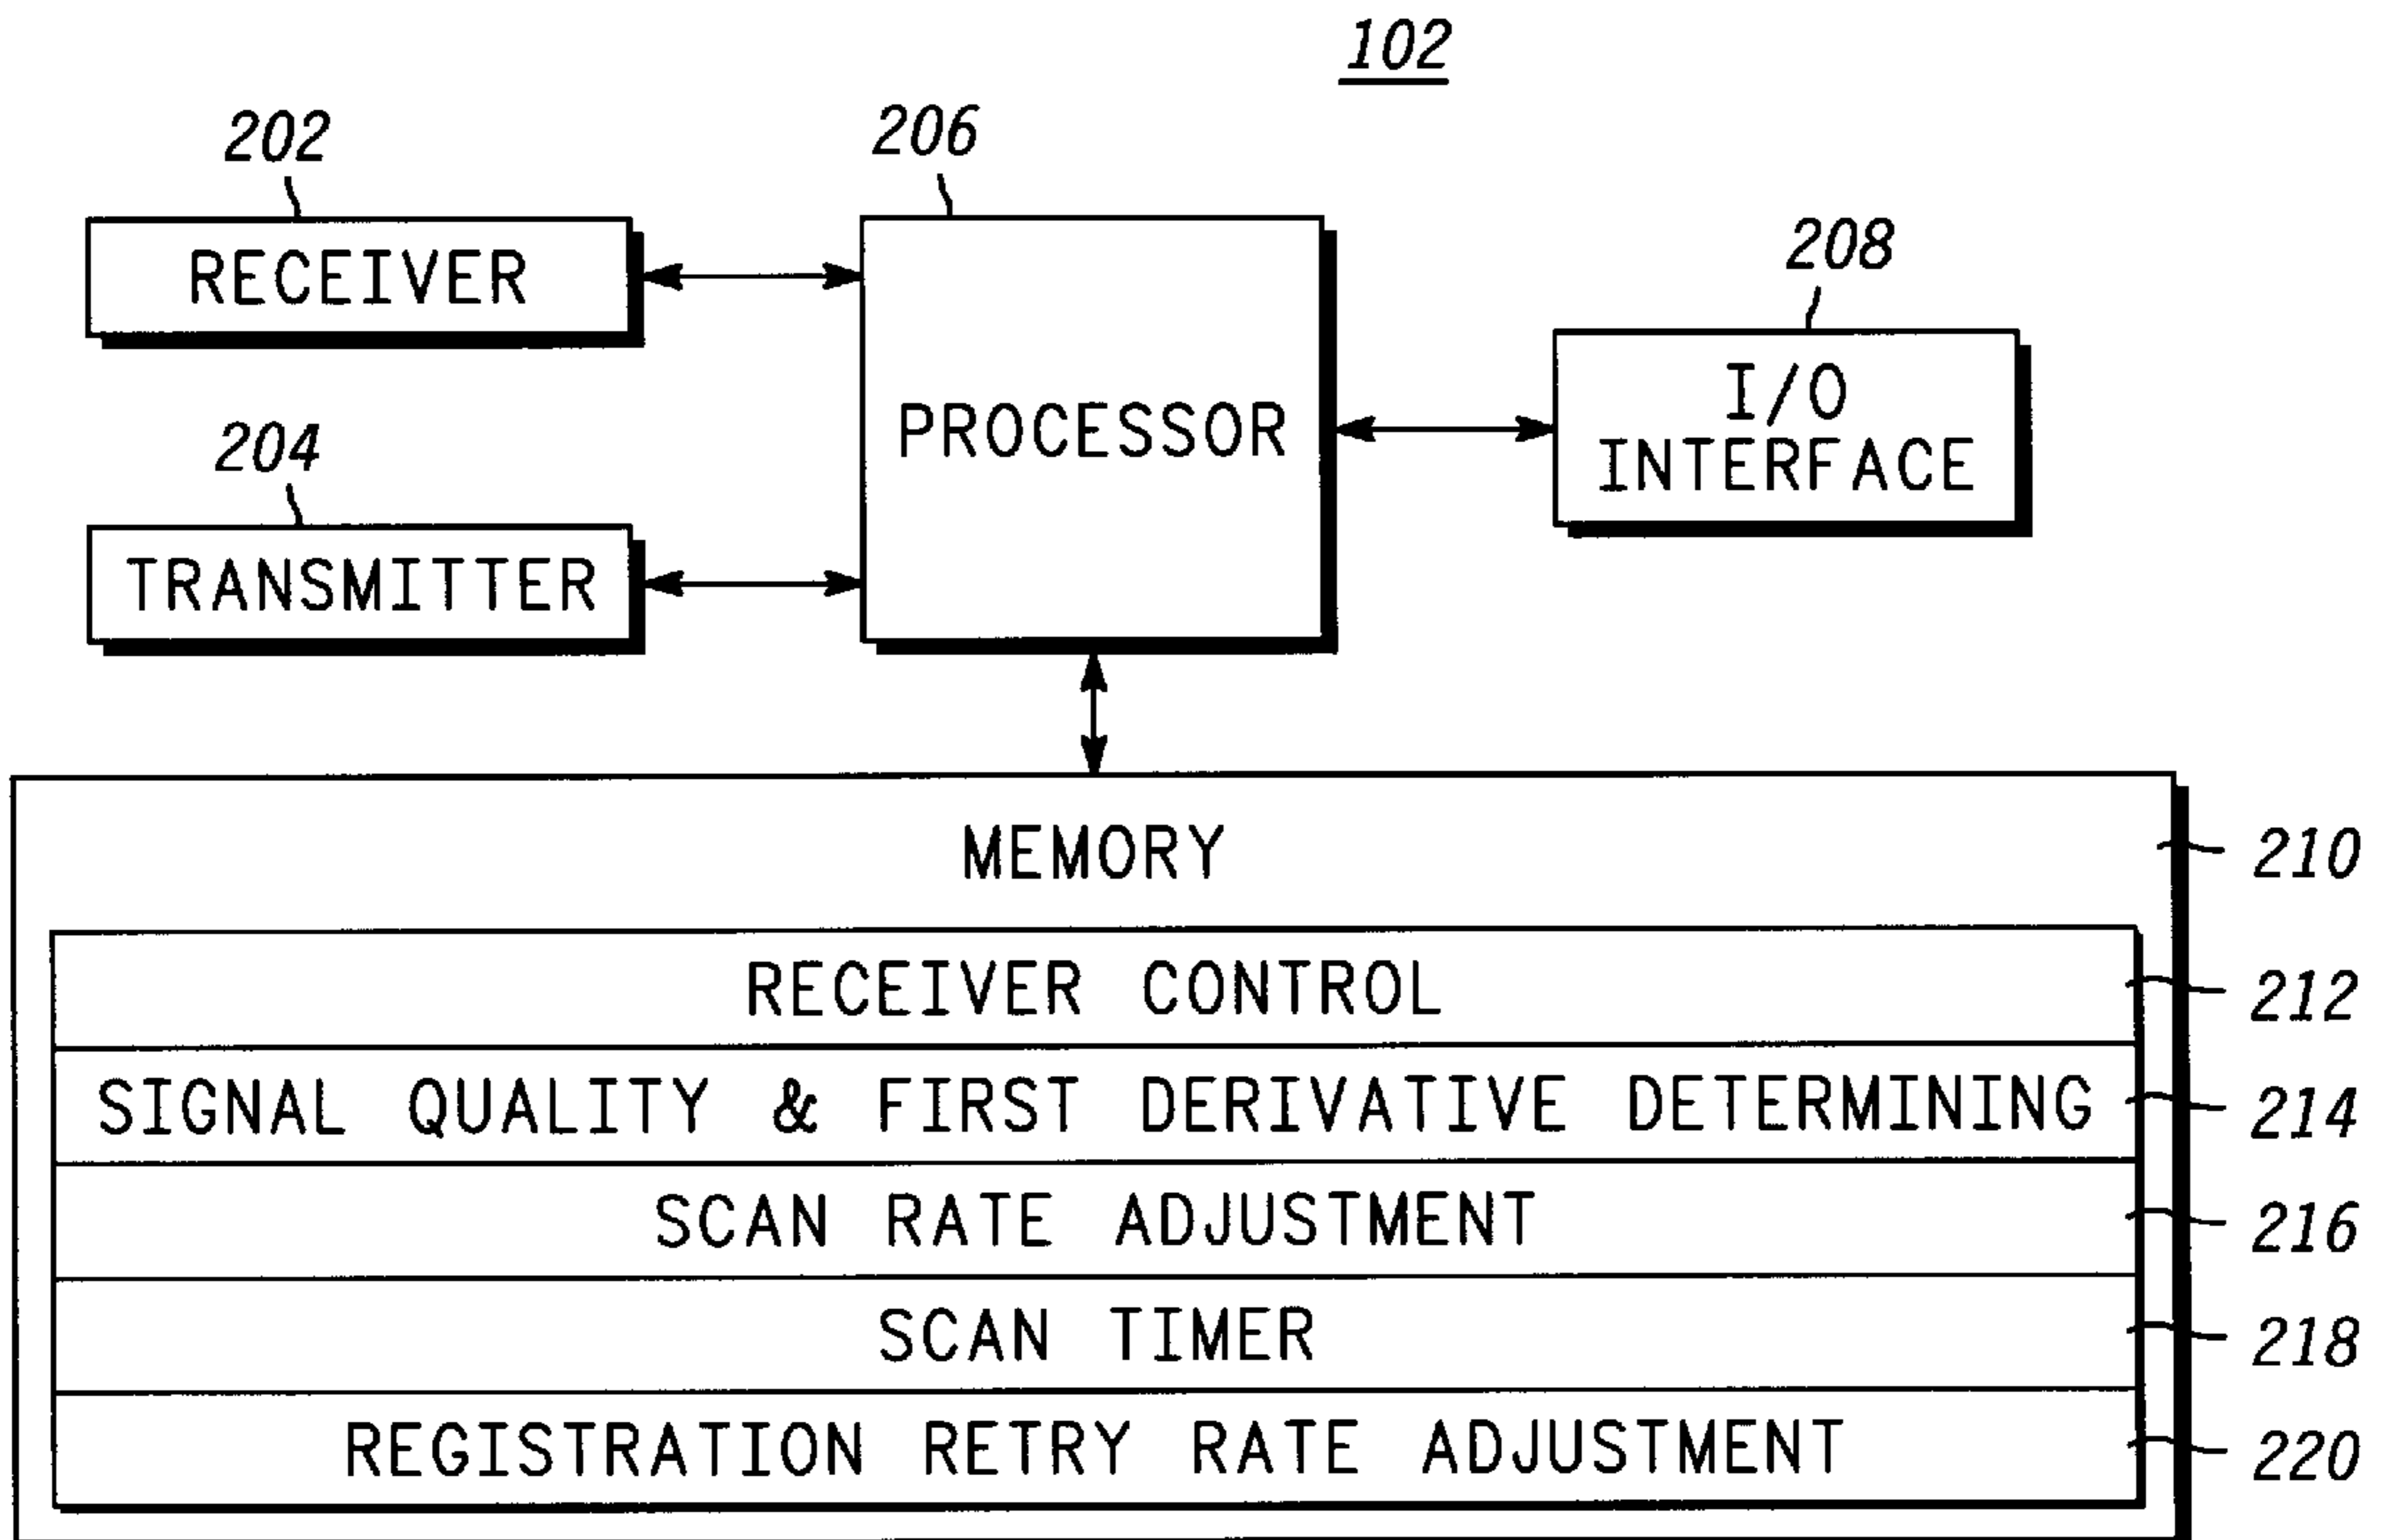 102
202
206
RECEIVER
208
204
PROCESSOR
I/O
INTERFACE
TRANSMITTER
MEMORY
210
RECEIVER CONTROL
212
SIGNAL QUALITY & FIRST DERIVATIVE DETERMINING
214
SCAN RATE ADJUSTMENT
216
SCAN TIMER
218
REGISTRATION RETRY RATE ADJUSTMENT
220